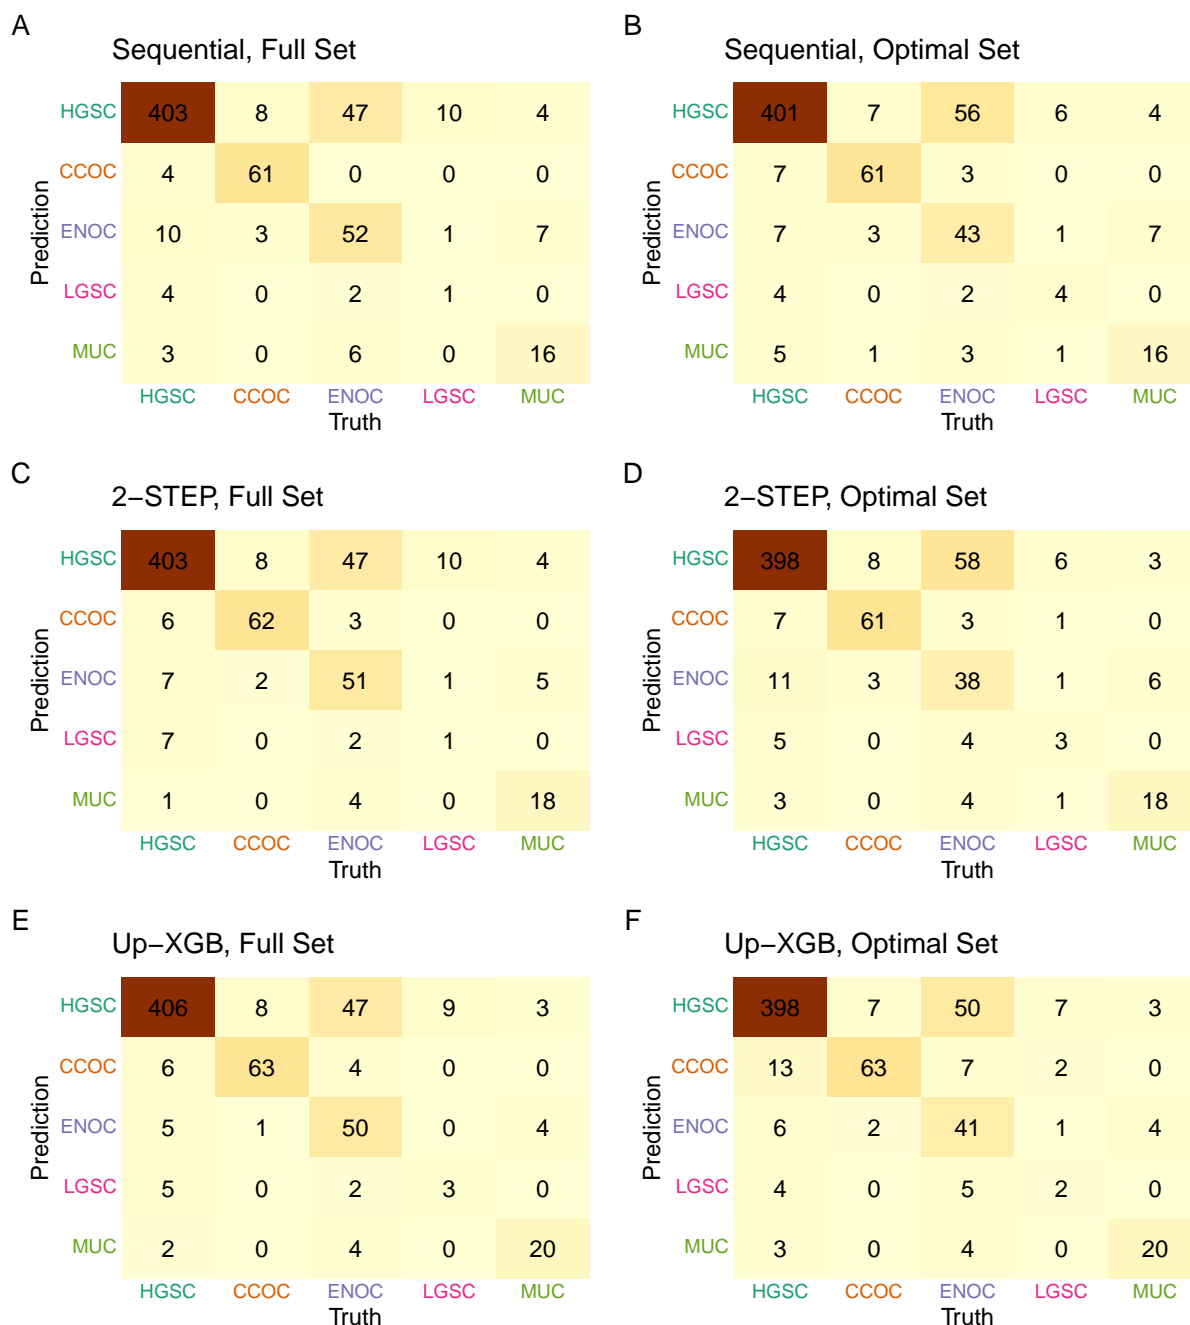 A
Sequential, Full Set
Prediction
HGSC 403 8 47 10 4
CCOC 4 61 0 0 0
ENOC 10 3 52 1 7
LGSC 4 0 2 1 0
MUC 3 0 6 0 16
HGSC CCOC ENOC LGSC MUC
Truth
B
Sequential, Optimal Set
Prediction
HGSC 401 7 56 6 4
CCOC 7 61 3 0 0
ENOC 7 3 43 1 7
LGSC 4 0 2 4 0
MUC 5 1 3 1 16
HGSC CCOC ENOC LGSC MUC
Truth
C
2−STEP, Full Set
Prediction
HGSC 403 8 47 10 4
CCOC 6 62 3 0 0
ENOC 7 2 51 1 5
LGSC 7 0 2 1 0
MUC 1 0 4 0 18
HGSC CCOC ENOC LGSC MUC
Truth
D
2−STEP, Optimal Set
Prediction
HGSC 398 8 58 6 3
CCOC 7 61 3 1 0
ENOC 11 3 38 1 6
LGSC 5 0 4 3 0
MUC 3 0 4 1 18
HGSC CCOC ENOC LGSC MUC
Truth
E
Up−XGB, Full Set
Prediction
HGSC 406 8 47 9 3
CCOC 6 63 4 0 0
ENOC 5 1 50 0 4
LGSC 5 0 2 3 0
MUC 2 0 4 0 20
HGSC CCOC ENOC LGSC MUC
Truth
F
Up−XGB, Optimal Set
Prediction
HGSC 398 7 50 7 3
CCOC 13 63 7 2 0
ENOC 6 2 41 1 4
LGSC 4 0 5 2 0
MUC 3 0 4 0 20
HGSC CCOC ENOC LGSC MUC
Truth